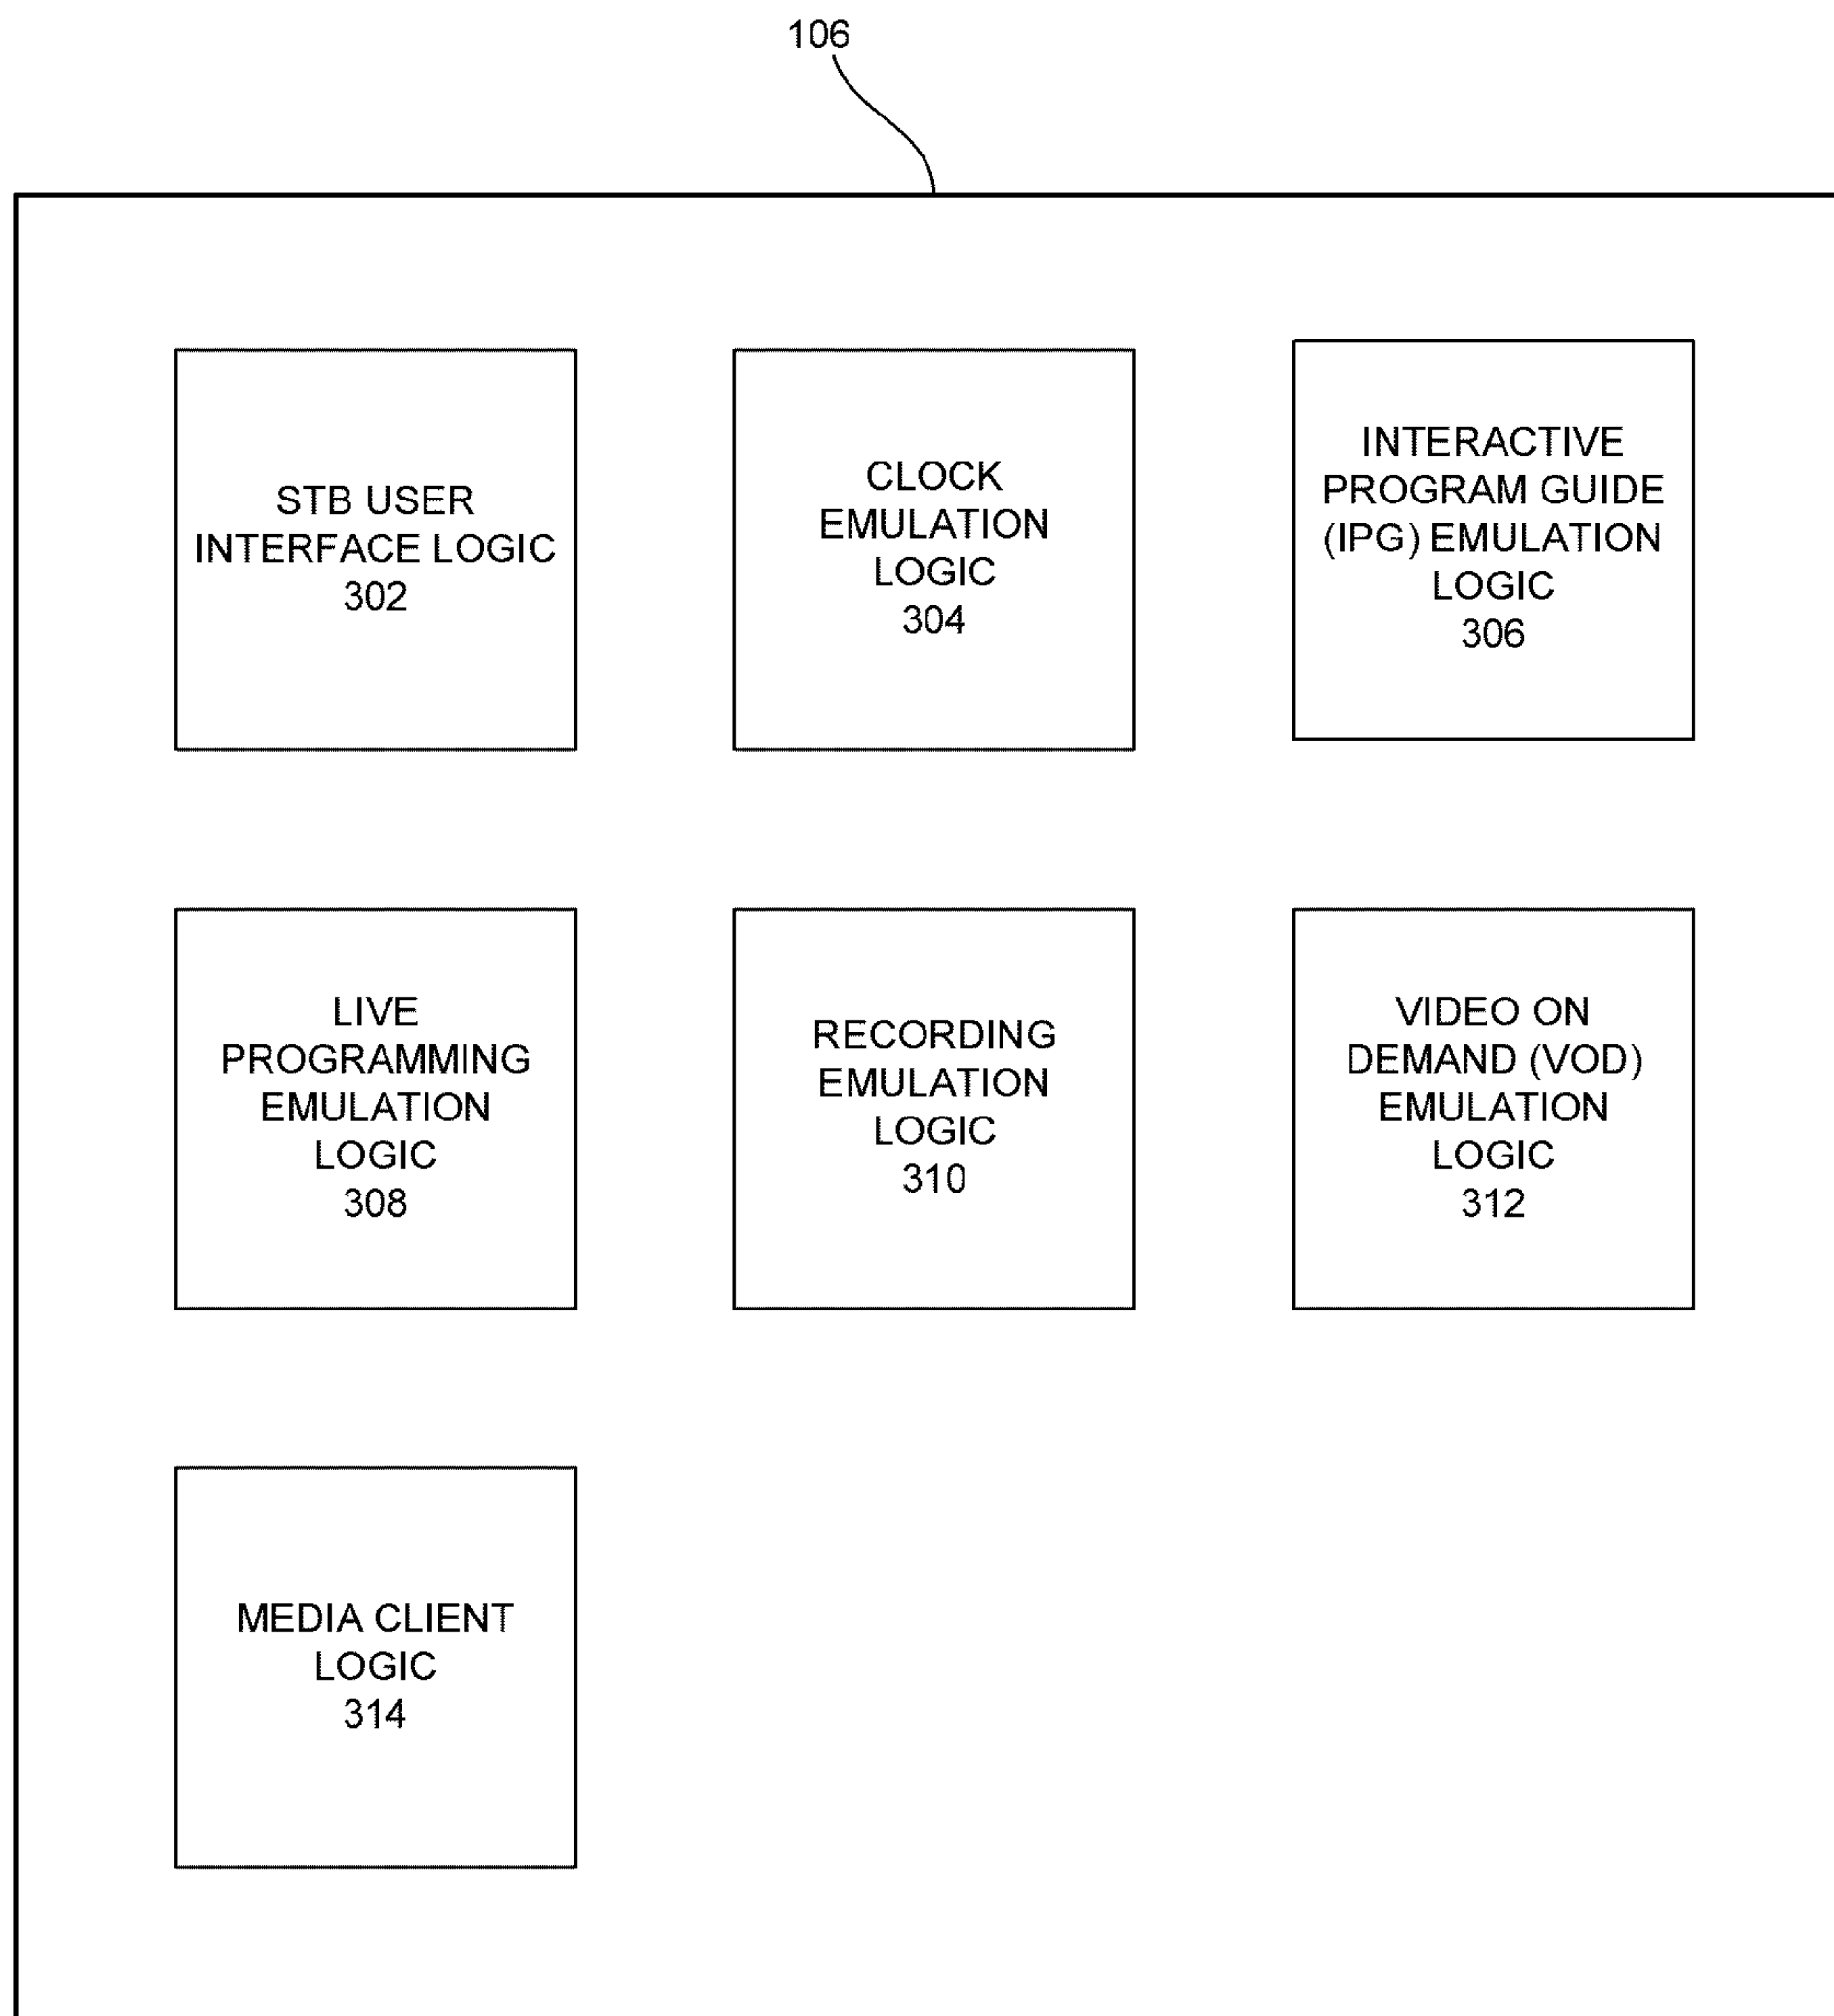 106
STB USER
INTERFACE LOGIC
302
CLOCK
EMULATION
LOGIC
304
INTERACTIVE
PROGRAM GUIDE
(IPG) EMULATION
LOGIC
306
LIVE
PROGRAMMING
EMULATION
LOGIC
308
RECORDING
EMULATION
LOGIC
310
VIDEO ON
DEMAND (VOD)
EMULATION
LOGIC
312
MEDIA CLIENT
LOGIC
314